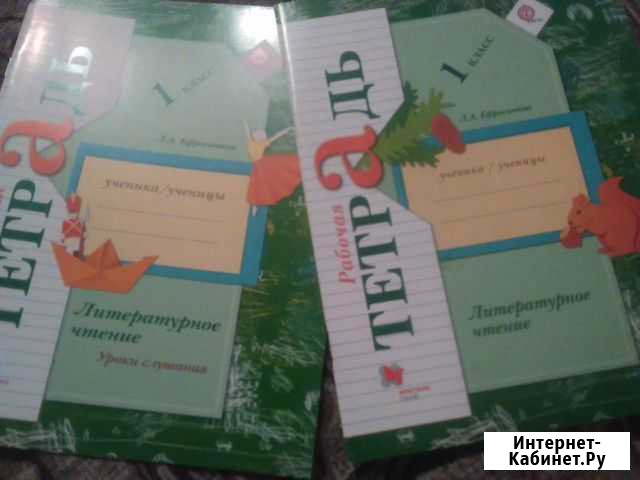 ТЕТРаДЬ
1 класс
Л.А. Ефросинина
ученика/ученицы
Литературное
чтение
Уроки слушания
Рабочая
ТЕТРаДЬ
1 класс
Л.А. Ефросинина
ученика / ученицы
Литературное
чтение
Интернет-
Кабинет.Ру